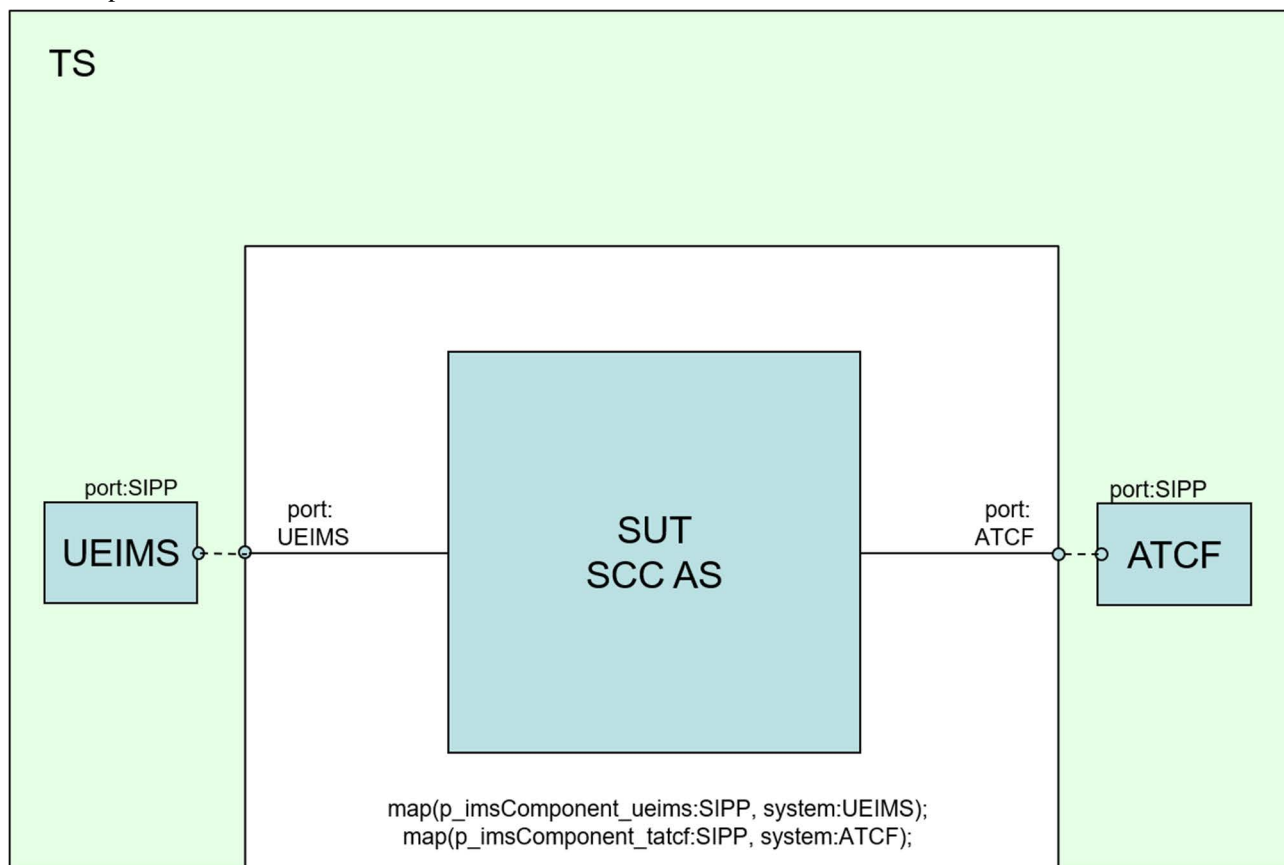 TS
port:SIPP
UEIMS
port:
UEIMS
SUT
SCC AS
port:
ATCF
port:SIPP
ATCF
map(p_imsComponent_ueims:SIPP, system:UEIMS);
map(p_imsComponent_tatcf:SIPP, system:ATCF);